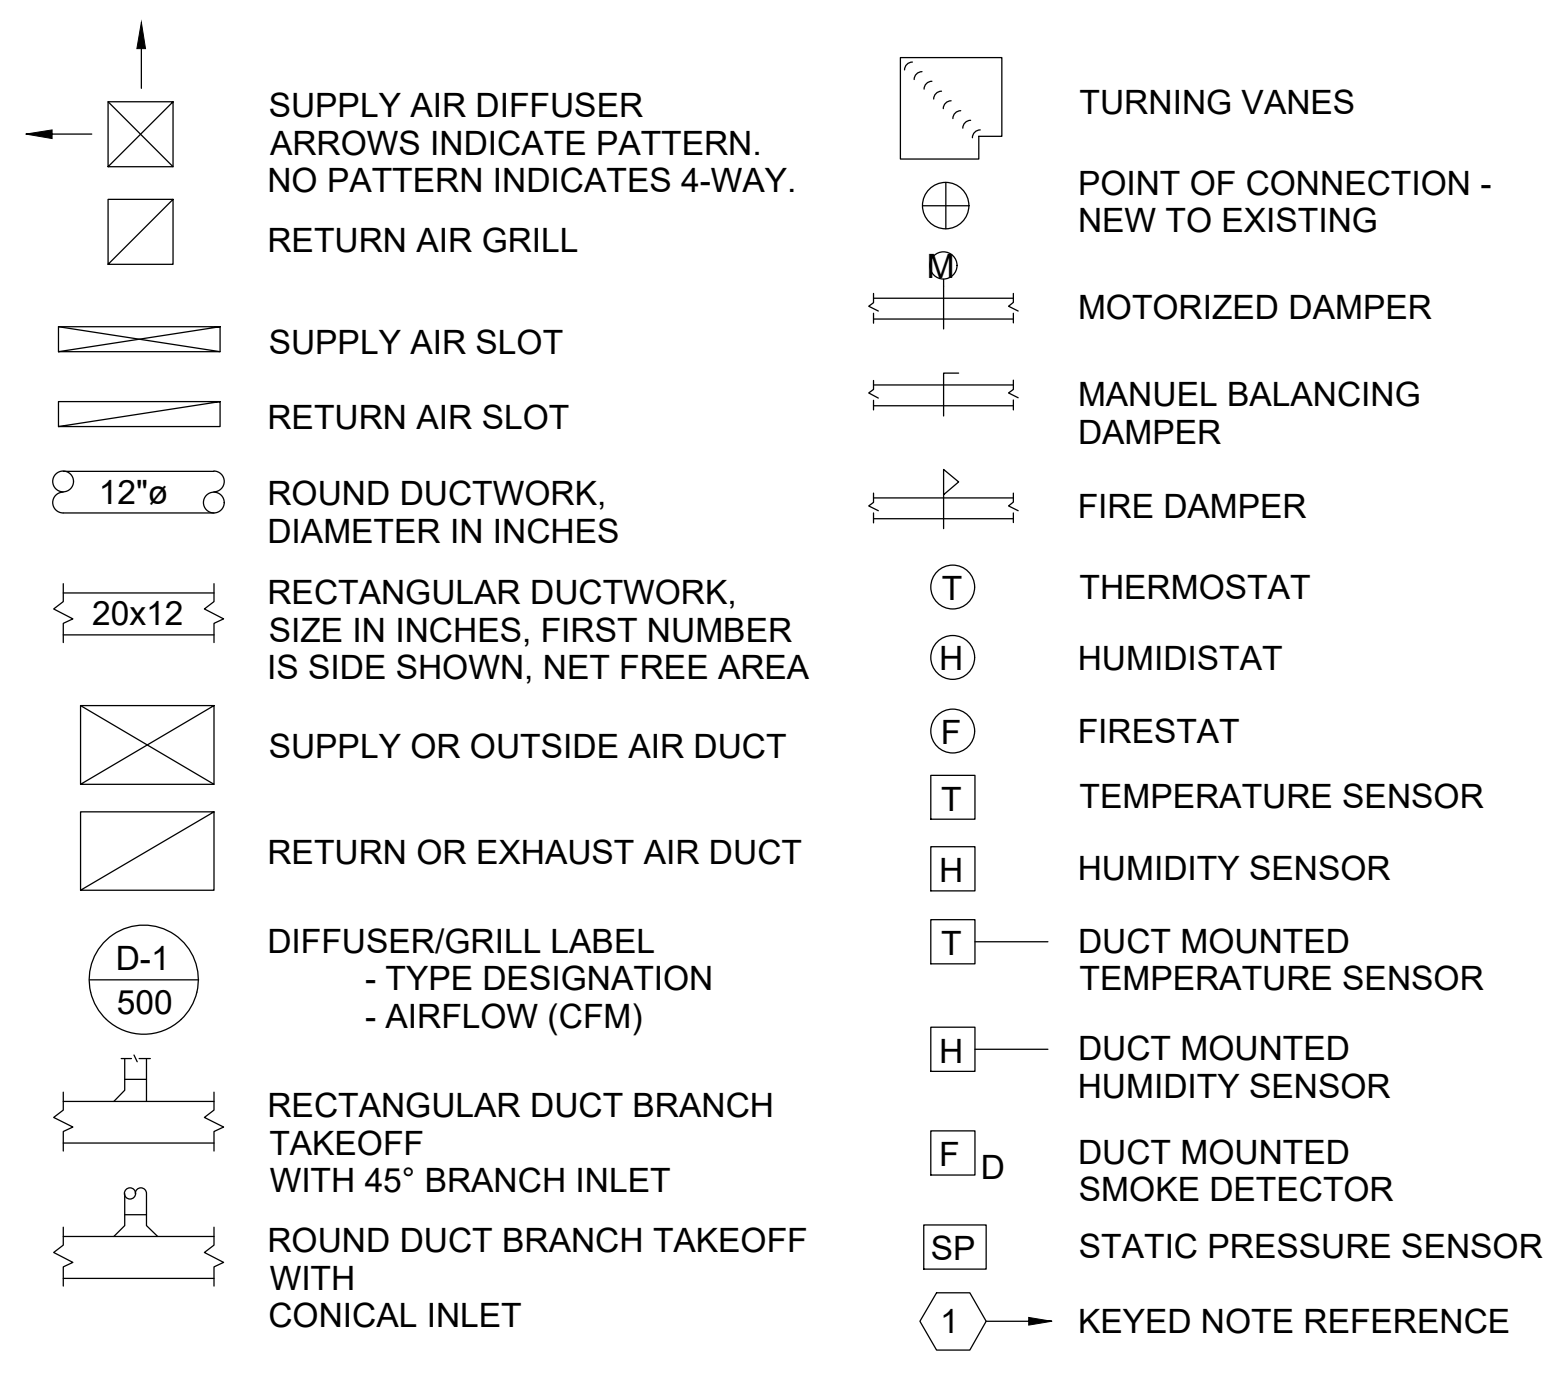 SUPPLY AIR DIFFUSER
ARROWS INDICATE PATTERN.
NO PATTERN INDICATES 4-WAY.
RETURN AIR GRILL
SUPPLY AIR SLOT
RETURN AIR SLOT
12"ø
ROUND DUCTWORK,
DIAMETER IN INCHES
20x12
RECTANGULAR DUCTWORK,
SIZE IN INCHES, FIRST NUMBER
IS SIDE SHOWN, NET FREE AREA
SUPPLY OR OUTSIDE AIR DUCT
RETURN OR EXHAUST AIR DUCT
D-1
500
DIFFUSER/GRILL LABEL
- TYPE DESIGNATION
- AIRFLOW (CFM)
RECTANGULAR DUCT BRANCH
TAKEOFF
WITH 45° BRANCH INLET
ROUND DUCT BRANCH TAKEOFF
WITH
CONICAL INLET
TURNING VANES
POINT OF CONNECTION -
NEW TO EXISTING
M
MOTORIZED DAMPER
MANUEL BALANCING
DAMPER
FIRE DAMPER
T
THERMOSTAT
H
HUMIDISTAT
F
FIRESTAT
T
TEMPERATURE SENSOR
H
HUMIDITY SENSOR
T
DUCT MOUNTED
TEMPERATURE SENSOR
H
DUCT MOUNTED
HUMIDITY SENSOR
F D
DUCT MOUNTED
SMOKE DETECTOR
SP
STATIC PRESSURE SENSOR
1
KEYED NOTE REFERENCE